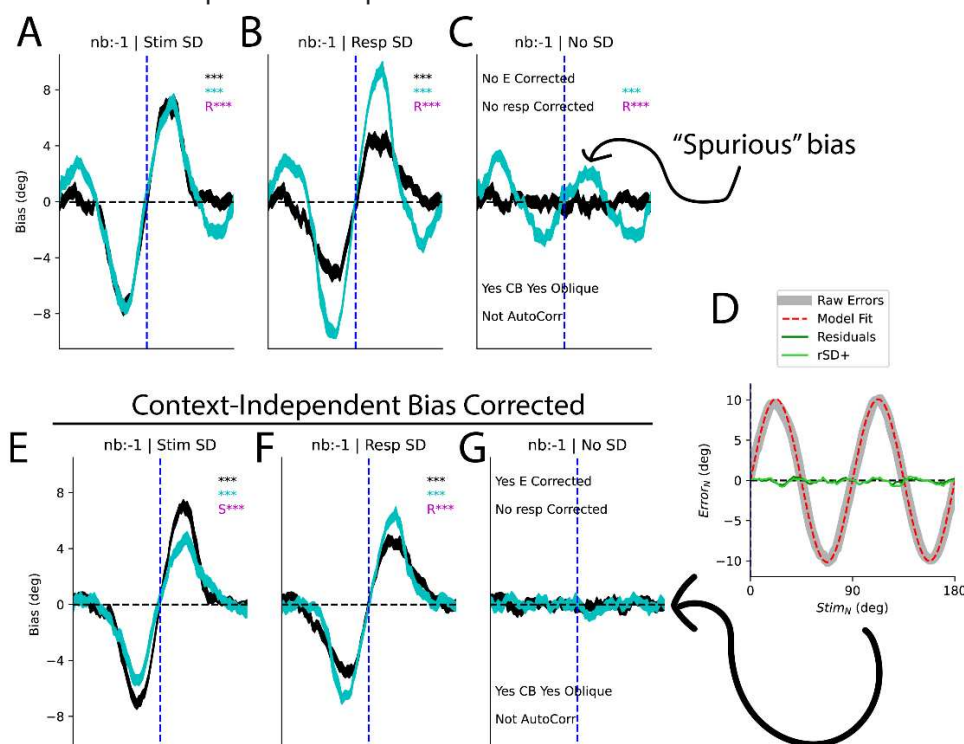 A
B
C
nb:-1 | Stim SD
nb:-1 | Resp SD
nb:-1 | No SD
8
4
0
−4
−8
Bias (deg)
***
***
R***
***
***
R***
No E Corrected
***
No resp Corrected
R***
Yes CB Yes Oblique
Not AutoCorr
"Spurious" bias
D
Raw Errors
Model Fit
Residuals
rSD+
10
5
0
−5
−10
ErrorN (deg)
0
90
180
StimN (deg)
Context-Independent Bias Corrected
E
F
G
nb:-1 | Stim SD
nb:-1 | Resp SD
nb:-1 | No SD
8
4
0
−4
−8
Bias (deg)
***
***
S***
***
***
R***
Yes E Corrected
No resp Corrected
Yes CB Yes Oblique
Not AutoCorr